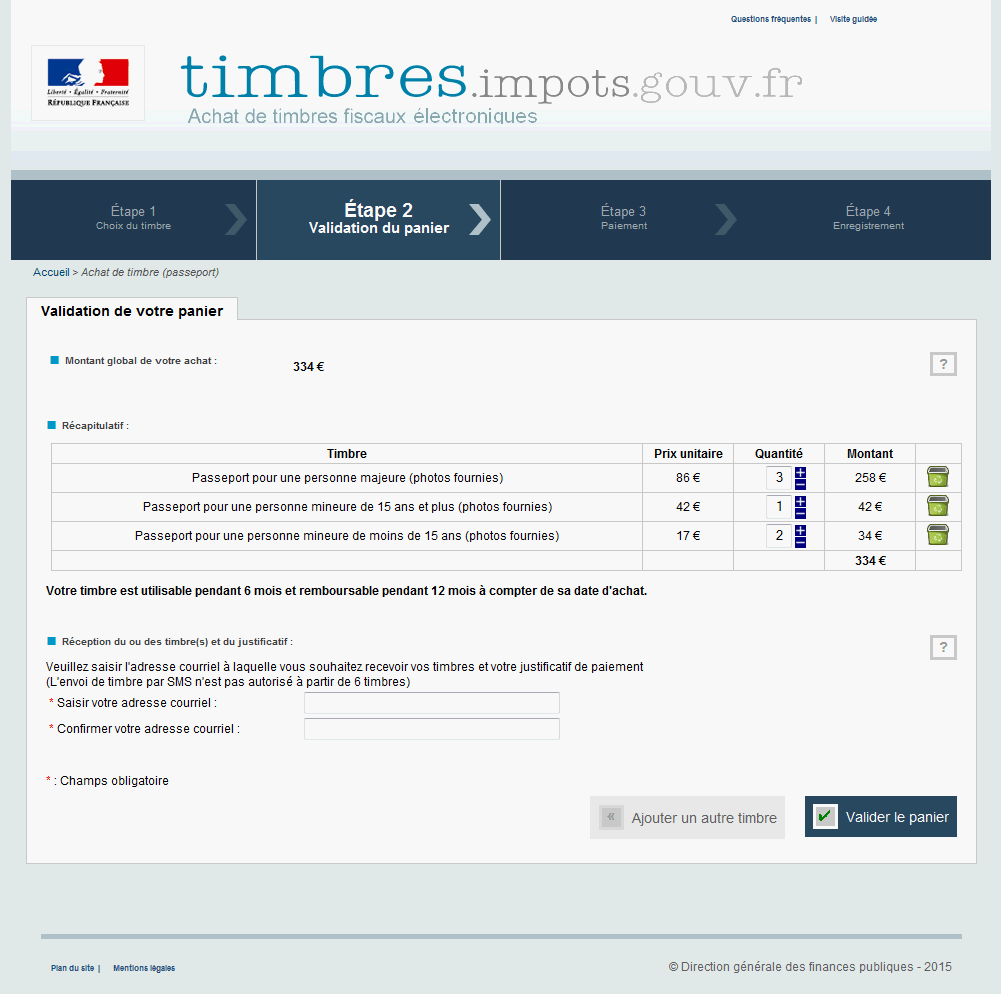 Questions fréquentes | Visite guidée
Liberté • Égalité • Fraternité
RÉPUBLIQUE FRANÇAISE
timbres.impots.gouv.fr
Achat de timbres fiscaux électroniques
Étape 1
Choix du timbre
Étape 2
Validation du panier
Étape 3
Paiement
Étape 4
Enregistrement
Accueil > Achat de timbre (passeport)
Validation de votre panier
Montant global de votre achat : 334 €
?
Récapitulatif :
Timbre Prix unitaire Quantité Montant
Passeport pour une personne majeure (photos fournies) 86 € 3 + − 258 €
Passeport pour une personne mineure de 15 ans et plus (photos fournies) 42 € 1 + − 42 €
Passeport pour une personne mineure de moins de 15 ans (photos fournies) 17 € 2 + − 34 €
334 €
Votre timbre est utilisable pendant 6 mois et remboursable pendant 12 mois à compter de sa date d'achat.
Réception du ou des timbre(s) et du justificatif :
?
Veuillez saisir l'adresse courriel à laquelle vous souhaitez recevoir vos timbres et votre justificatif de paiement
(L'envoi de timbre par SMS n'est pas autorisé à partir de 6 timbres)
* Saisir votre adresse courriel :
* Confirmer votre adresse courriel :
* : Champs obligatoire
« Ajouter un autre timbre
Valider le panier
Plan du site | Mentions légales
© Direction générale des finances publiques - 2015